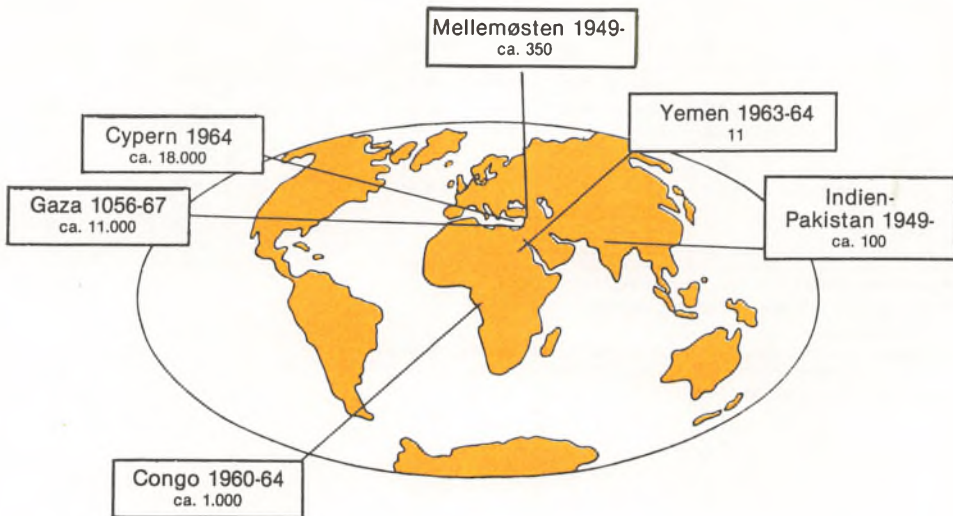 Mellemøsten 1949-
ca. 350
Yemen 1963-64
11
Cypern 1964
ca. 18.000
Gaza 1056-67
ca. 11.000
Indien-
Pakistan 1949-
ca. 100
Congo 1960-64
ca. 1.000